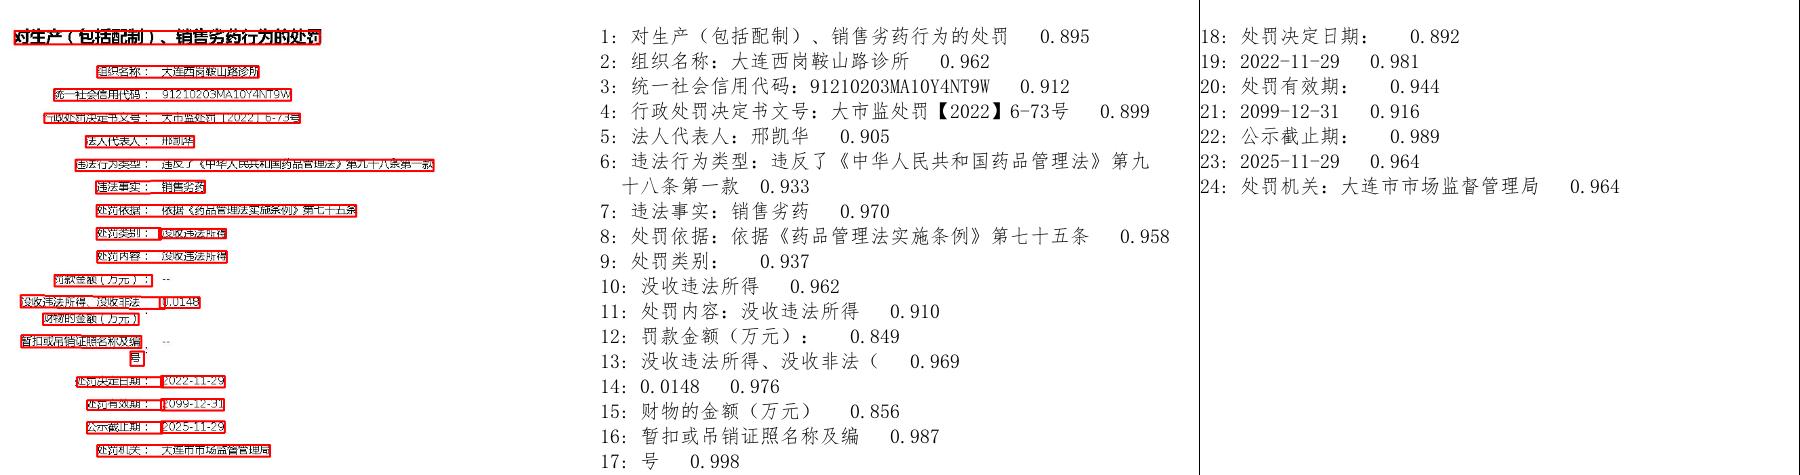 对生产（包括配制）、销售劣药行为的处罚
组织名称： 大连西岗鞍山路诊所
统一社会信用代码： 91210203MA10Y4NT9W
行政处罚决定书文号： 大市监处罚【2022】6-73号
法人代表人： 邢凯华
违法行为类型： 违反了《中华人民共和国药品管理法》第九十八条第一款
违法事实： 销售劣药
处罚依据： 依据《药品管理法实施条例》第七十五条
处罚类别： 没收违法所得
处罚内容： 没收违法所得
罚款金额（万元）： --
没收违法所得、没收非法 0.0148
财物的金额（万元）：
暂扣或吊销证照名称及编 --
号：
处罚决定日期： 2022-11-29
处罚有效期： 2099-12-31
公示截止期： 2025-11-29
处罚机关： 大连市市场监督管理局
1: 对生产（包括配制）、销售劣药行为的处罚 0.895
2: 组织名称: 大连西岗鞍山路诊所 0.962
3: 统一社会信用代码: 91210203MA10Y4NT9W 0.912
4: 行政处罚决定书文号: 大市监处罚【2022】6-73号 0.899
5: 法人代表人: 邢凯华 0.905
6: 违法行为类型: 违反了《中华人民共和国药品管理法》第九
十八条第一款 0.933
7: 违法事实: 销售劣药 0.970
8: 处罚依据: 依据《药品管理法实施条例》第七十五条 0.958
9: 处罚类别: 0.937
10: 没收违法所得 0.962
11: 处罚内容: 没收违法所得 0.910
12: 罚款金额（万元）: 0.849
13: 没收违法所得、没收非法（ 0.969
14: 0.0148 0.976
15: 财物的金额（万元） 0.856
16: 暂扣或吊销证照名称及编 0.987
17: 号 0.998
18: 处罚决定日期: 0.892
19: 2022-11-29 0.981
20: 处罚有效期: 0.944
21: 2099-12-31 0.916
22: 公示截止期: 0.989
23: 2025-11-29 0.964
24: 处罚机关: 大连市市场监督管理局 0.964